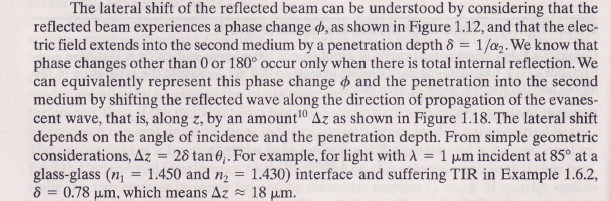 The lateral shift of the reflected beam can be understood by considering that the
reflected beam experiences a phase change ϕ, as shown in Figure 1.12, and that the elec-
tric field extends into the second medium by a penetration depth δ = 1/α₂. We know that
phase changes other than 0 or 180° occur only when there is total internal reflection. We
can equivalently represent this phase change ϕ and the penetration into the second
medium by shifting the reflected wave along the direction of propagation of the evanes-
cent wave, that is, along z, by an amount¹⁰ Δz as shown in Figure 1.18. The lateral shift
depends on the angle of incidence and the penetration depth. From simple geometric
considerations, Δz = 2δ tan θᵢ. For example, for light with λ = 1 μm incident at 85° at a
glass-glass (n₁ = 1.450 and n₂ = 1.430) interface and suffering TIR in Example 1.6.2,
δ = 0.78 μm, which means Δz ≈ 18 μm.